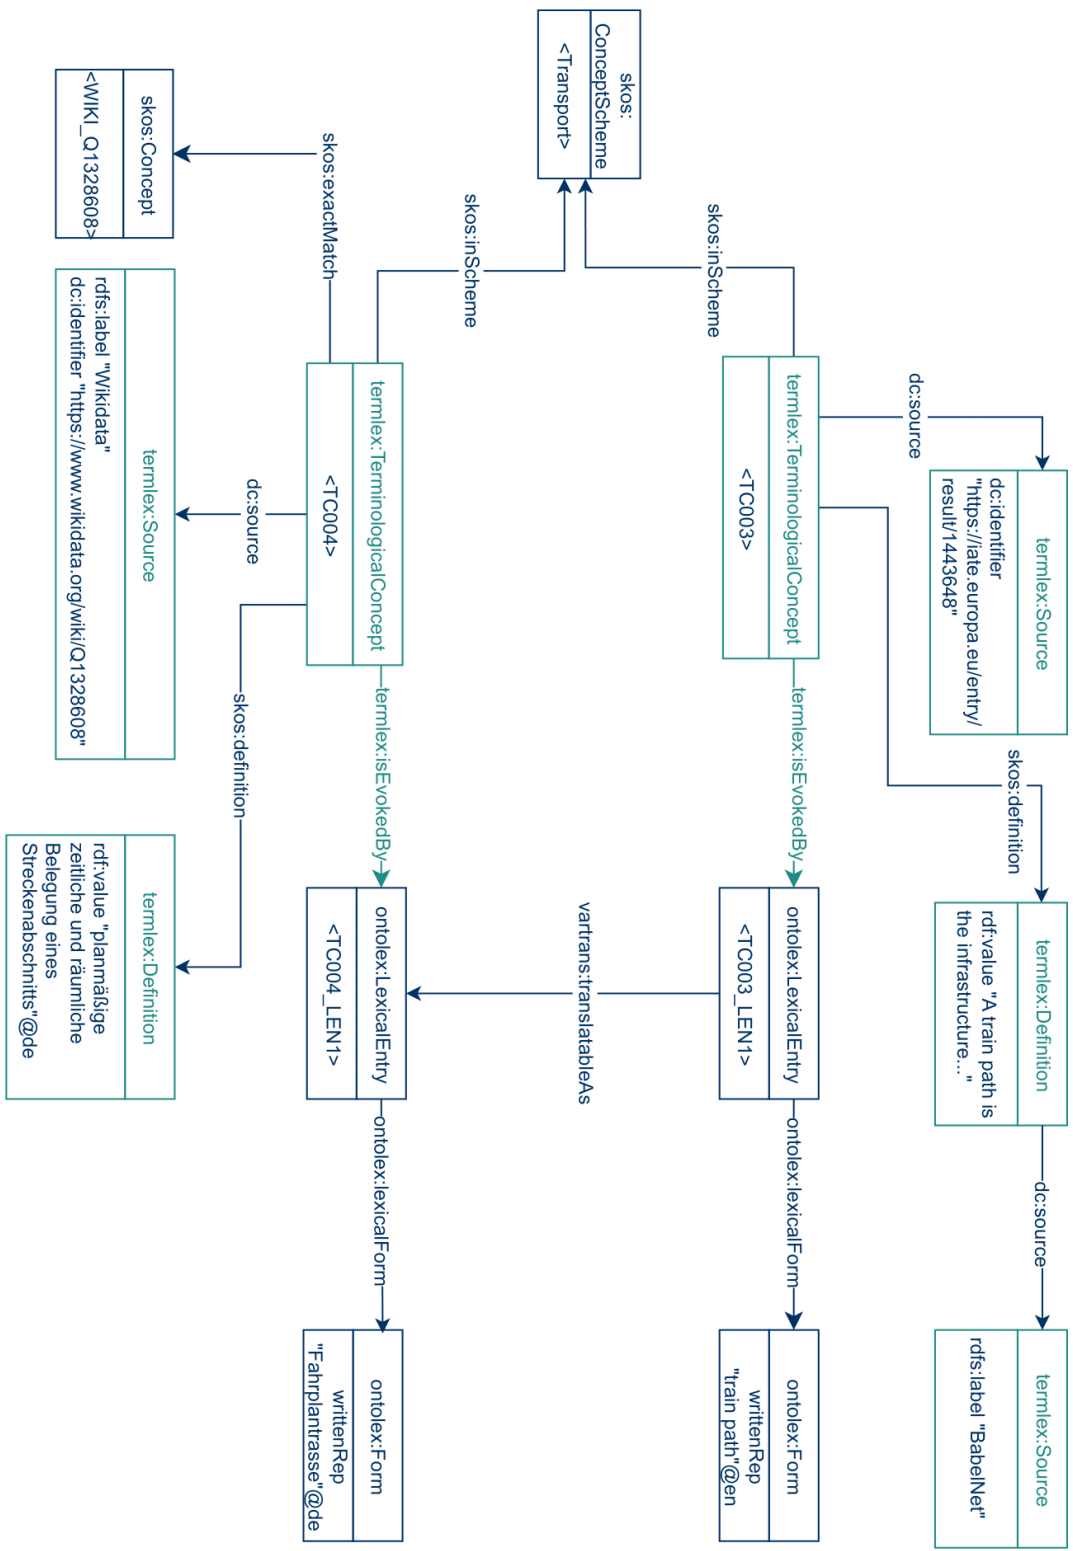 termlex:Source
dc:identifier
"https://iate.europa.eu/entry/
result/1443648"
termlex:Definition
rdf:value "A train path is
the infrastructure..."
dc:source
termlex:Source
rdfs:label "BabelNet"
dc:source
skos:definition
skos:inScheme
termlex:TerminologicalConcept
<TC003>
termlex:isEvokedBy
ontolex:LexicalEntry
<TC003_LEN1>
ontolex:lexicalForm
ontolex:Form
writtenRep
"train path"@en
skos:
ConceptScheme
<Transport>
vartrans:translatableAs
skos:inScheme
termlex:TerminologicalConcept
<TC004>
termlex:isEvokedBy
ontolex:LexicalEntry
<TC004_LEN1>
ontolex:lexicalForm
ontolex:Form
writtenRep
"Fahrplantrasse"@de
skos:exactMatch
dc:source
skos:definition
skos:Concept
<WIKI_Q1328608>
termlex:Source
rdfs:label "Wikidata"
dc:identifier "https://www.wikidata.org/wiki/Q1328608"
termlex:Definition
rdf:value "planmäßige
zeitliche und räumliche
Belegung eines
Streckenabschnitts"@de